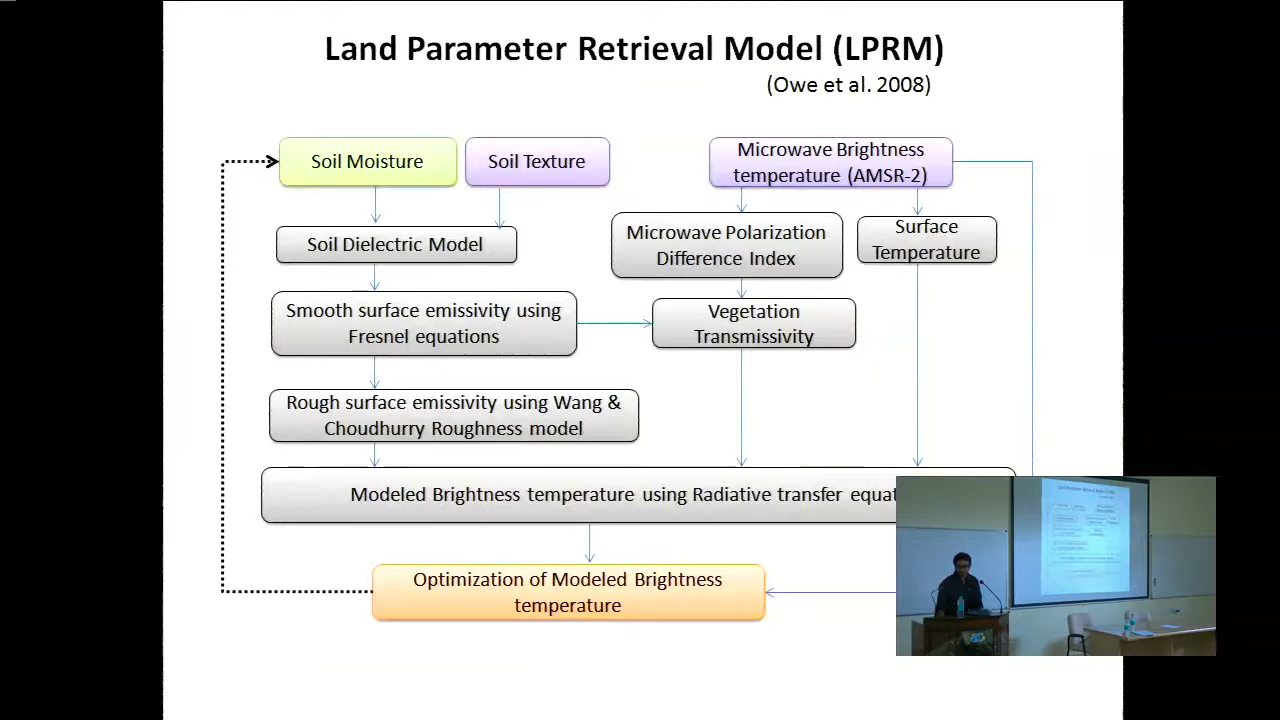 Land Parameter Retrieval Model (LPRM)
(Owe et al. 2008)
Soil Moisture
Soil Texture
Microwave Brightness
temperature (AMSR-2)
Soil Dielectric Model
Microwave Polarization
Difference Index
Surface
Temperature
Smooth surface emissivity using
Fresnel equations
Vegetation
Transmissivity
Rough surface emissivity using Wang &
Choudhurry Roughness model
Modeled Brightness temperature using Radiative transfer
Optimization of Modeled Brightness
temperature